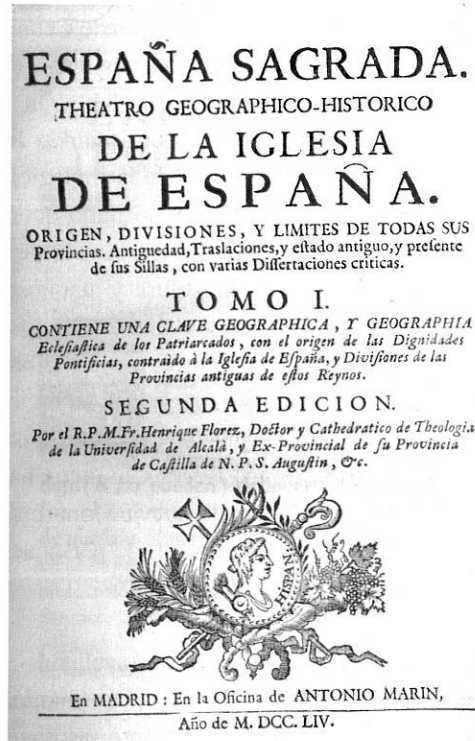 ESPAÑA SAGRADA.
THEATRO GEOGRAPHICO-HISTORICO
DE LA IGLESIA
DE ESPAÑA.
ORIGEN, DIVISIONES, Y LIMITES DE TODAS SUS
Provincias. Antiguedad, Traslaciones, y eſtado antiguo, y preſente
de ſus Sillas, con varias Diſſertaciones criticas.
TOMO I.
CONTIENE UNA CLAVE GEOGRAPHICA, Y GEOGRAPHIA
Ecleſiaſtica de los Patriarcados, con el origen de las Dignidades
Pontificias, contraido à la Igleſia de Eſpaña, y Diviſiones de las
Provincias antiguas de eſtos Reynos.
SEGUNDA EDICION.
Por el R.P.M.Fr. Henrique Florez, Doctor y Cathedratico de Theologia
de la Univerſidad de Alcalà, y Ex-Provincial de ſu Provincia
de Caſtilla de N. P. S. Auguſtin, &c.
HISPAN
En MADRID : En la Oficina de ANTONIO MARIN,
Año de M. DCC. LIV.